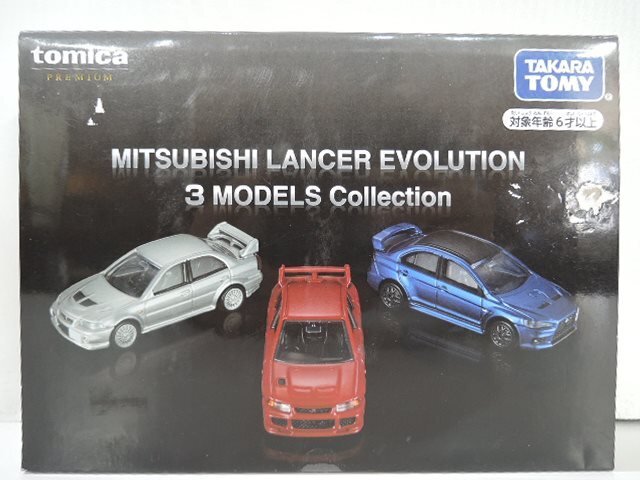 tomica
PREMIUM
TAKARA
TOMY
®
対象年齢6才以上
MITSUBISHI LANCER EVOLUTION
3 MODELS Collection